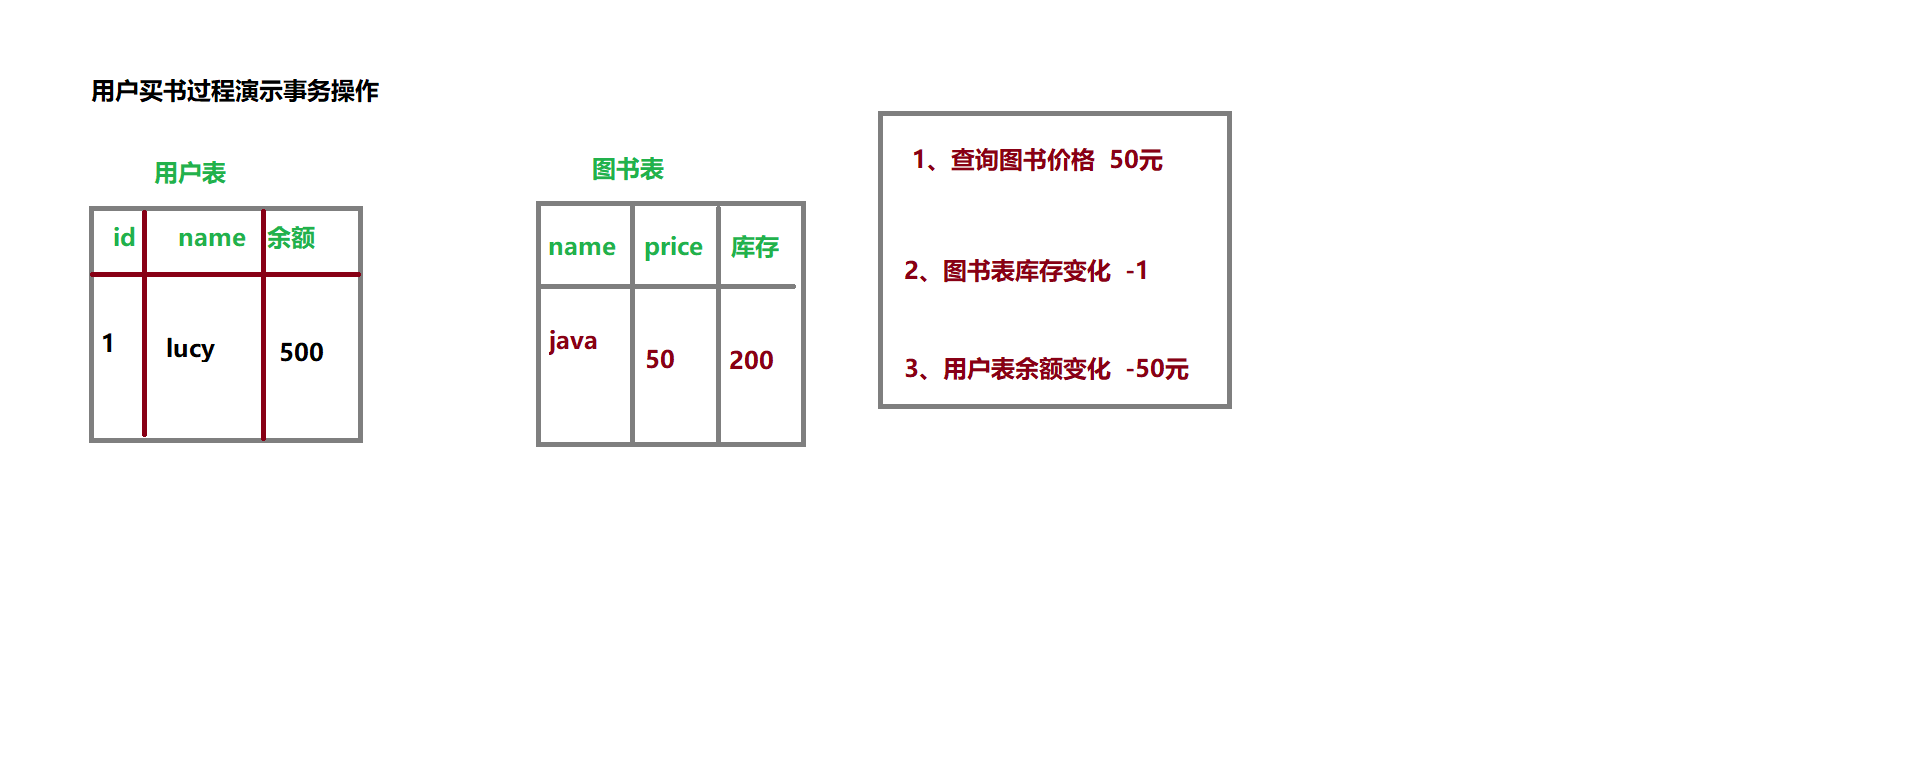 用户买书过程演示事务操作
用户表
id name 余额
1 lucy 500
图书表
name price 库存
java 50 200
1、查询图书价格 50元
2、图书表库存变化 -1
3、用户表余额变化 -50元